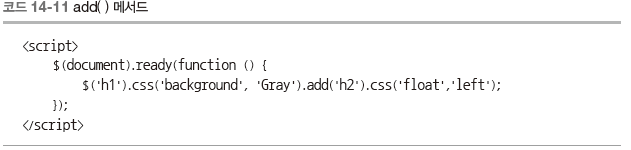 코드 14-11 add( ) 메서드
<script>
$(document).ready(function () {
$('h1').css('background', 'Gray').add('h2').css('float','left');
});
</script>